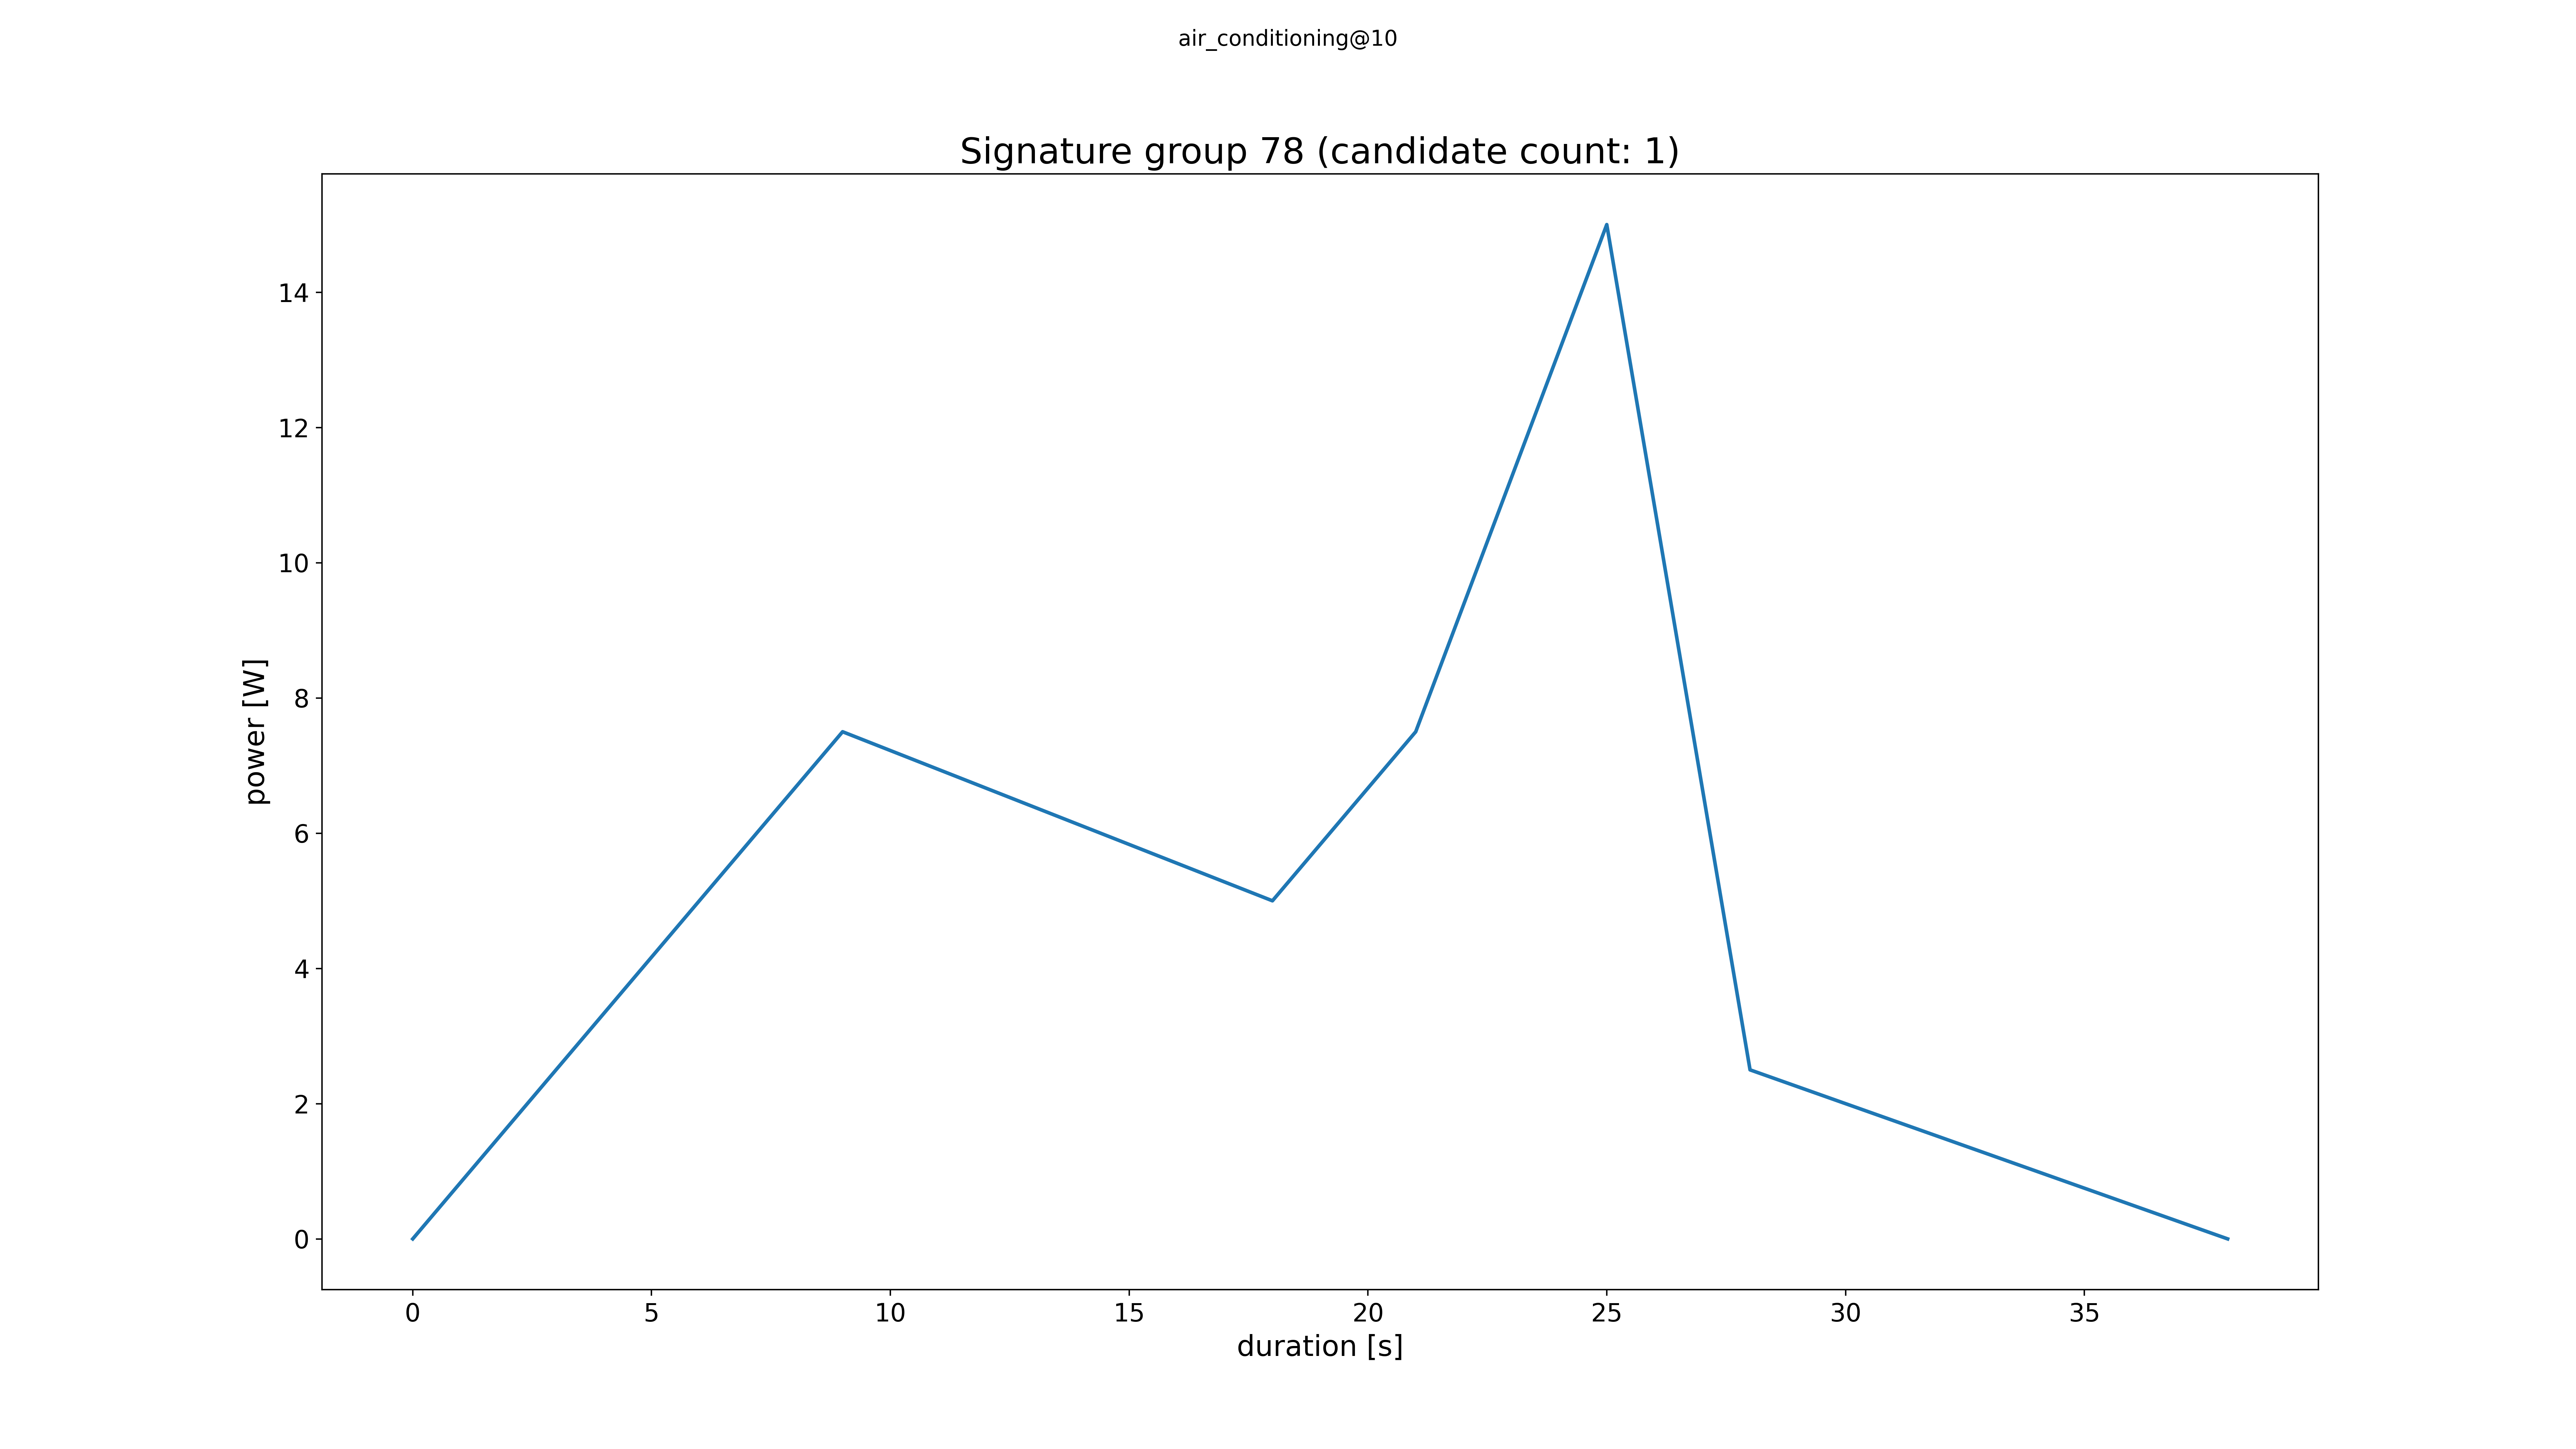 air_conditioning@10
Signature group 78 (candidate count: 1)
14
12
10
8
6
4
2
0
power [W]
0 5 10 15 20 25 30 35
duration [s]